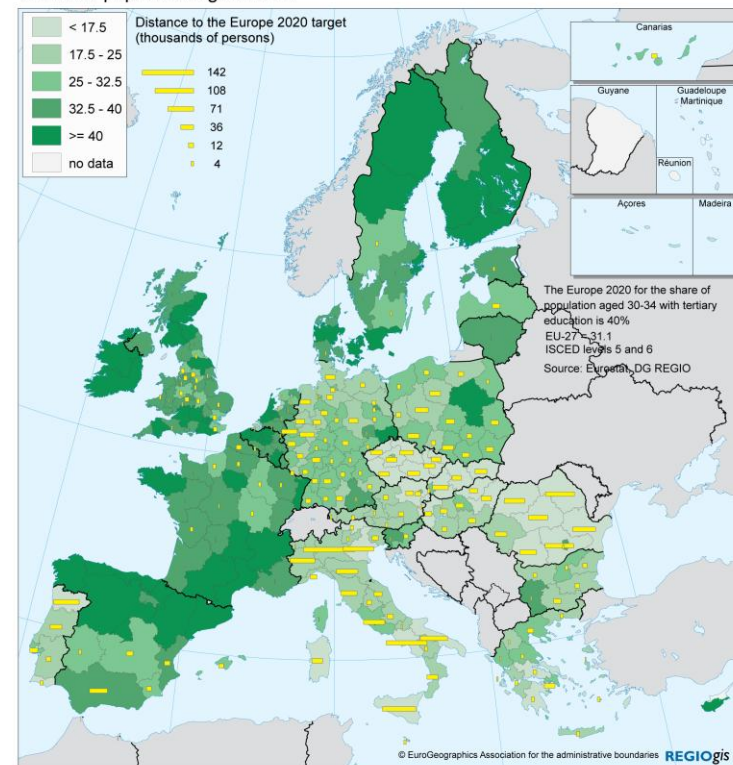 Distance to the Europe 2020 target
(thousands of persons)
< 17.5
17.5 - 25
25 - 32.5
32.5 - 40
>= 40
no data
142
108
71
36
12
4
Canarias
Guyane
Guadeloupe
Martinique
Réunion
Açores
Madeira
The Europe 2020 for the share of
population aged 30-34 with tertiary
education is 40%
EU-27 = 31.1
ISCED levels 5 and 6
Source: Eurostat, DG REGIO
© EuroGeographics Association for the administrative boundaries REGIOgis